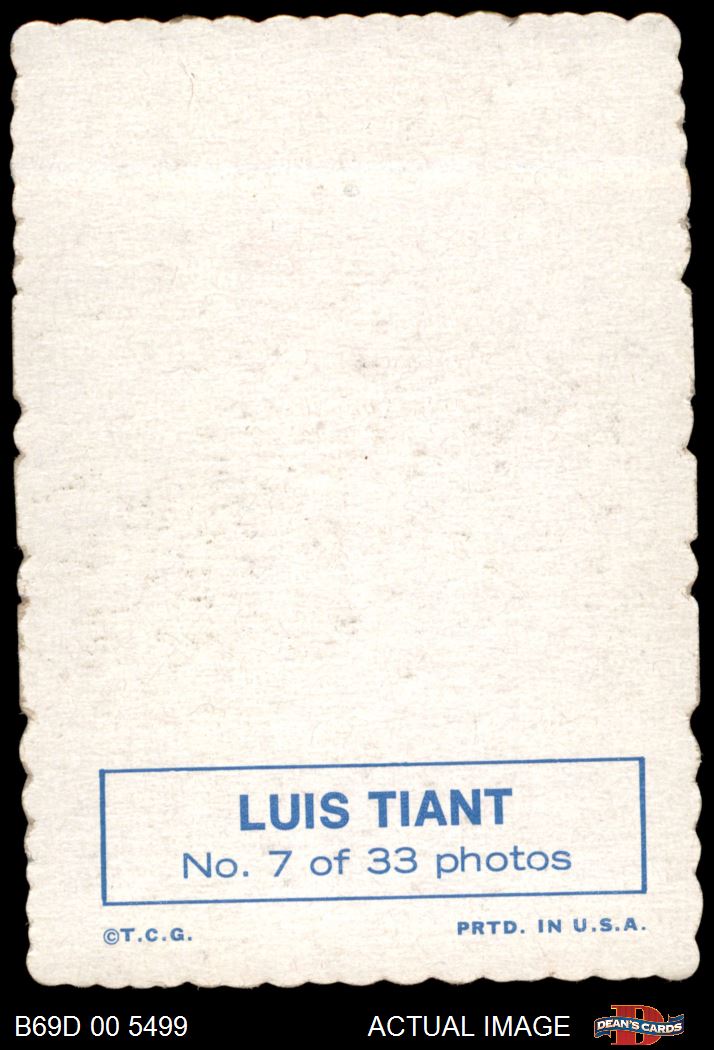 LUIS TIANT
No. 7 of 33 photos
©T.C.G. PRTD. IN U.S.A.
B69D 00 5499 ACTUAL IMAGE DEAN'S CARDS